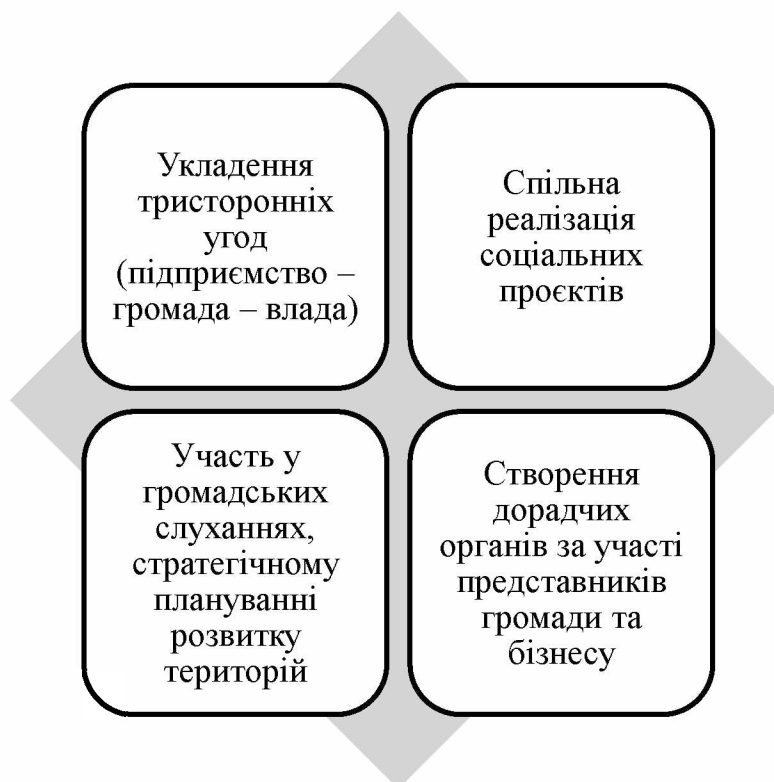 Укладення
тристоронніх
угод
(підприємство –
громада – влада)
Спільна
реалізація
соціальних
проєктів
Участь у
громадських
слуханнях,
стратегічному
плануванні
розвитку
територій
Створення
дорадчих
органів за участі
представників
громади та
бізнесу